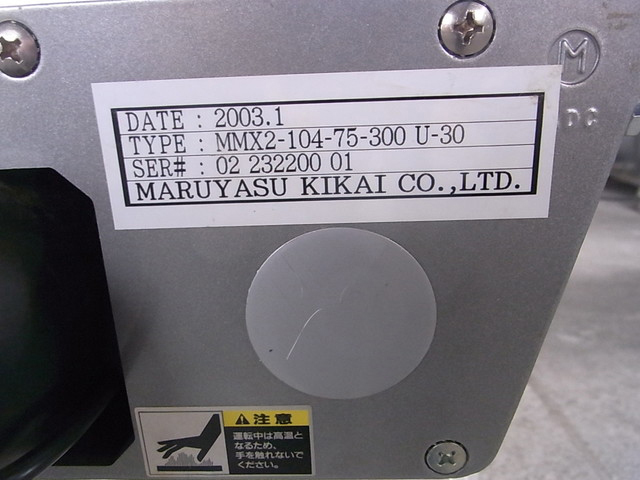 M
DC
DATE : 2003.1
TYPE : MMX2-104-75-300 U-30
SER# : 02 232200 01
MARUYASU KIKAI CO.,LTD.
注意
運転中は高温と
なるため、
手を触れないで
ください。